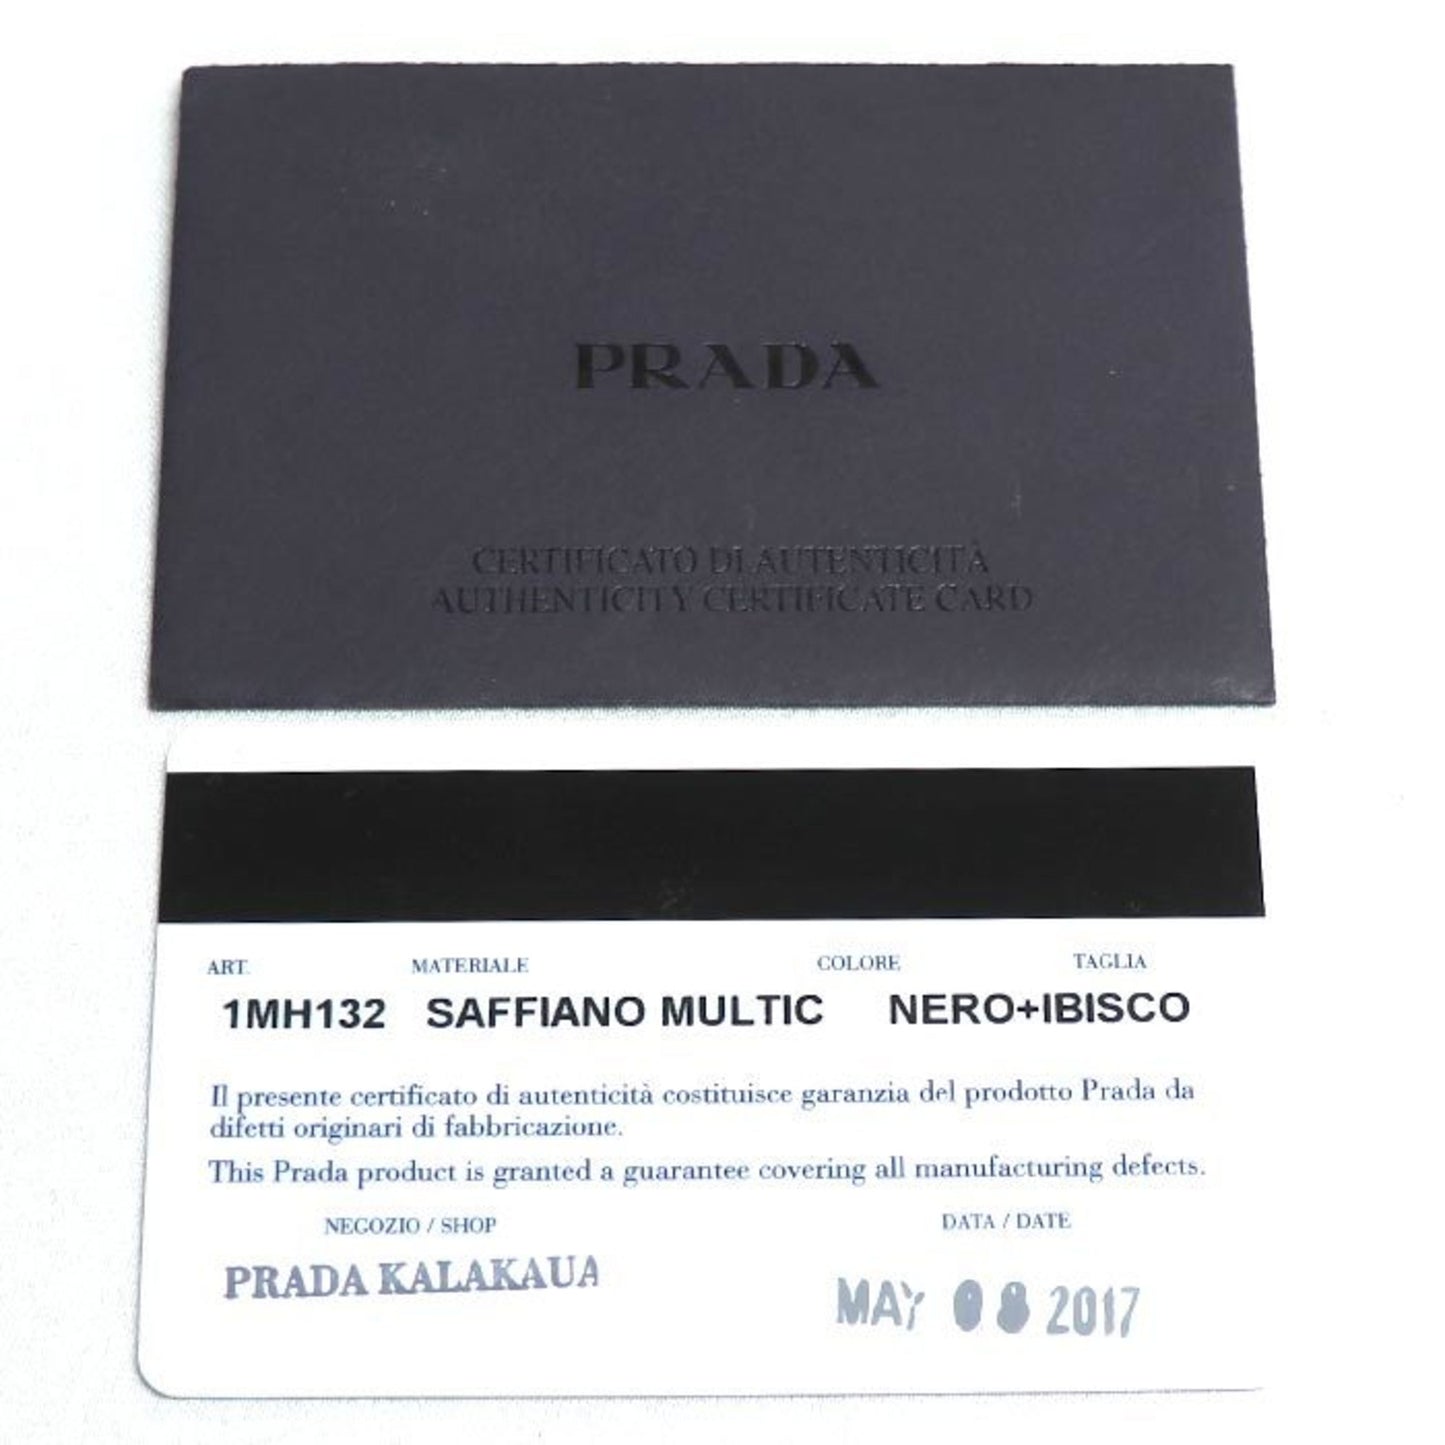 PRADA
CERTIFICATO DI AUTENTICITÀ
AUTHENTICITY CERTIFICATE CARD
ART. MATERIALE COLORE TAGLIA
1MH132 SAFFIANO MULTIC NERO+IBISCO
Il presente certificato di autenticità costituisce garanzia del prodotto Prada da
difetti originari di fabbricazione.
This Prada product is granted a guarantee covering all manufacturing defects.
NEGOZIO / SHOP DATA / DATE
PRADA KALAKAUA MAY 08 2017